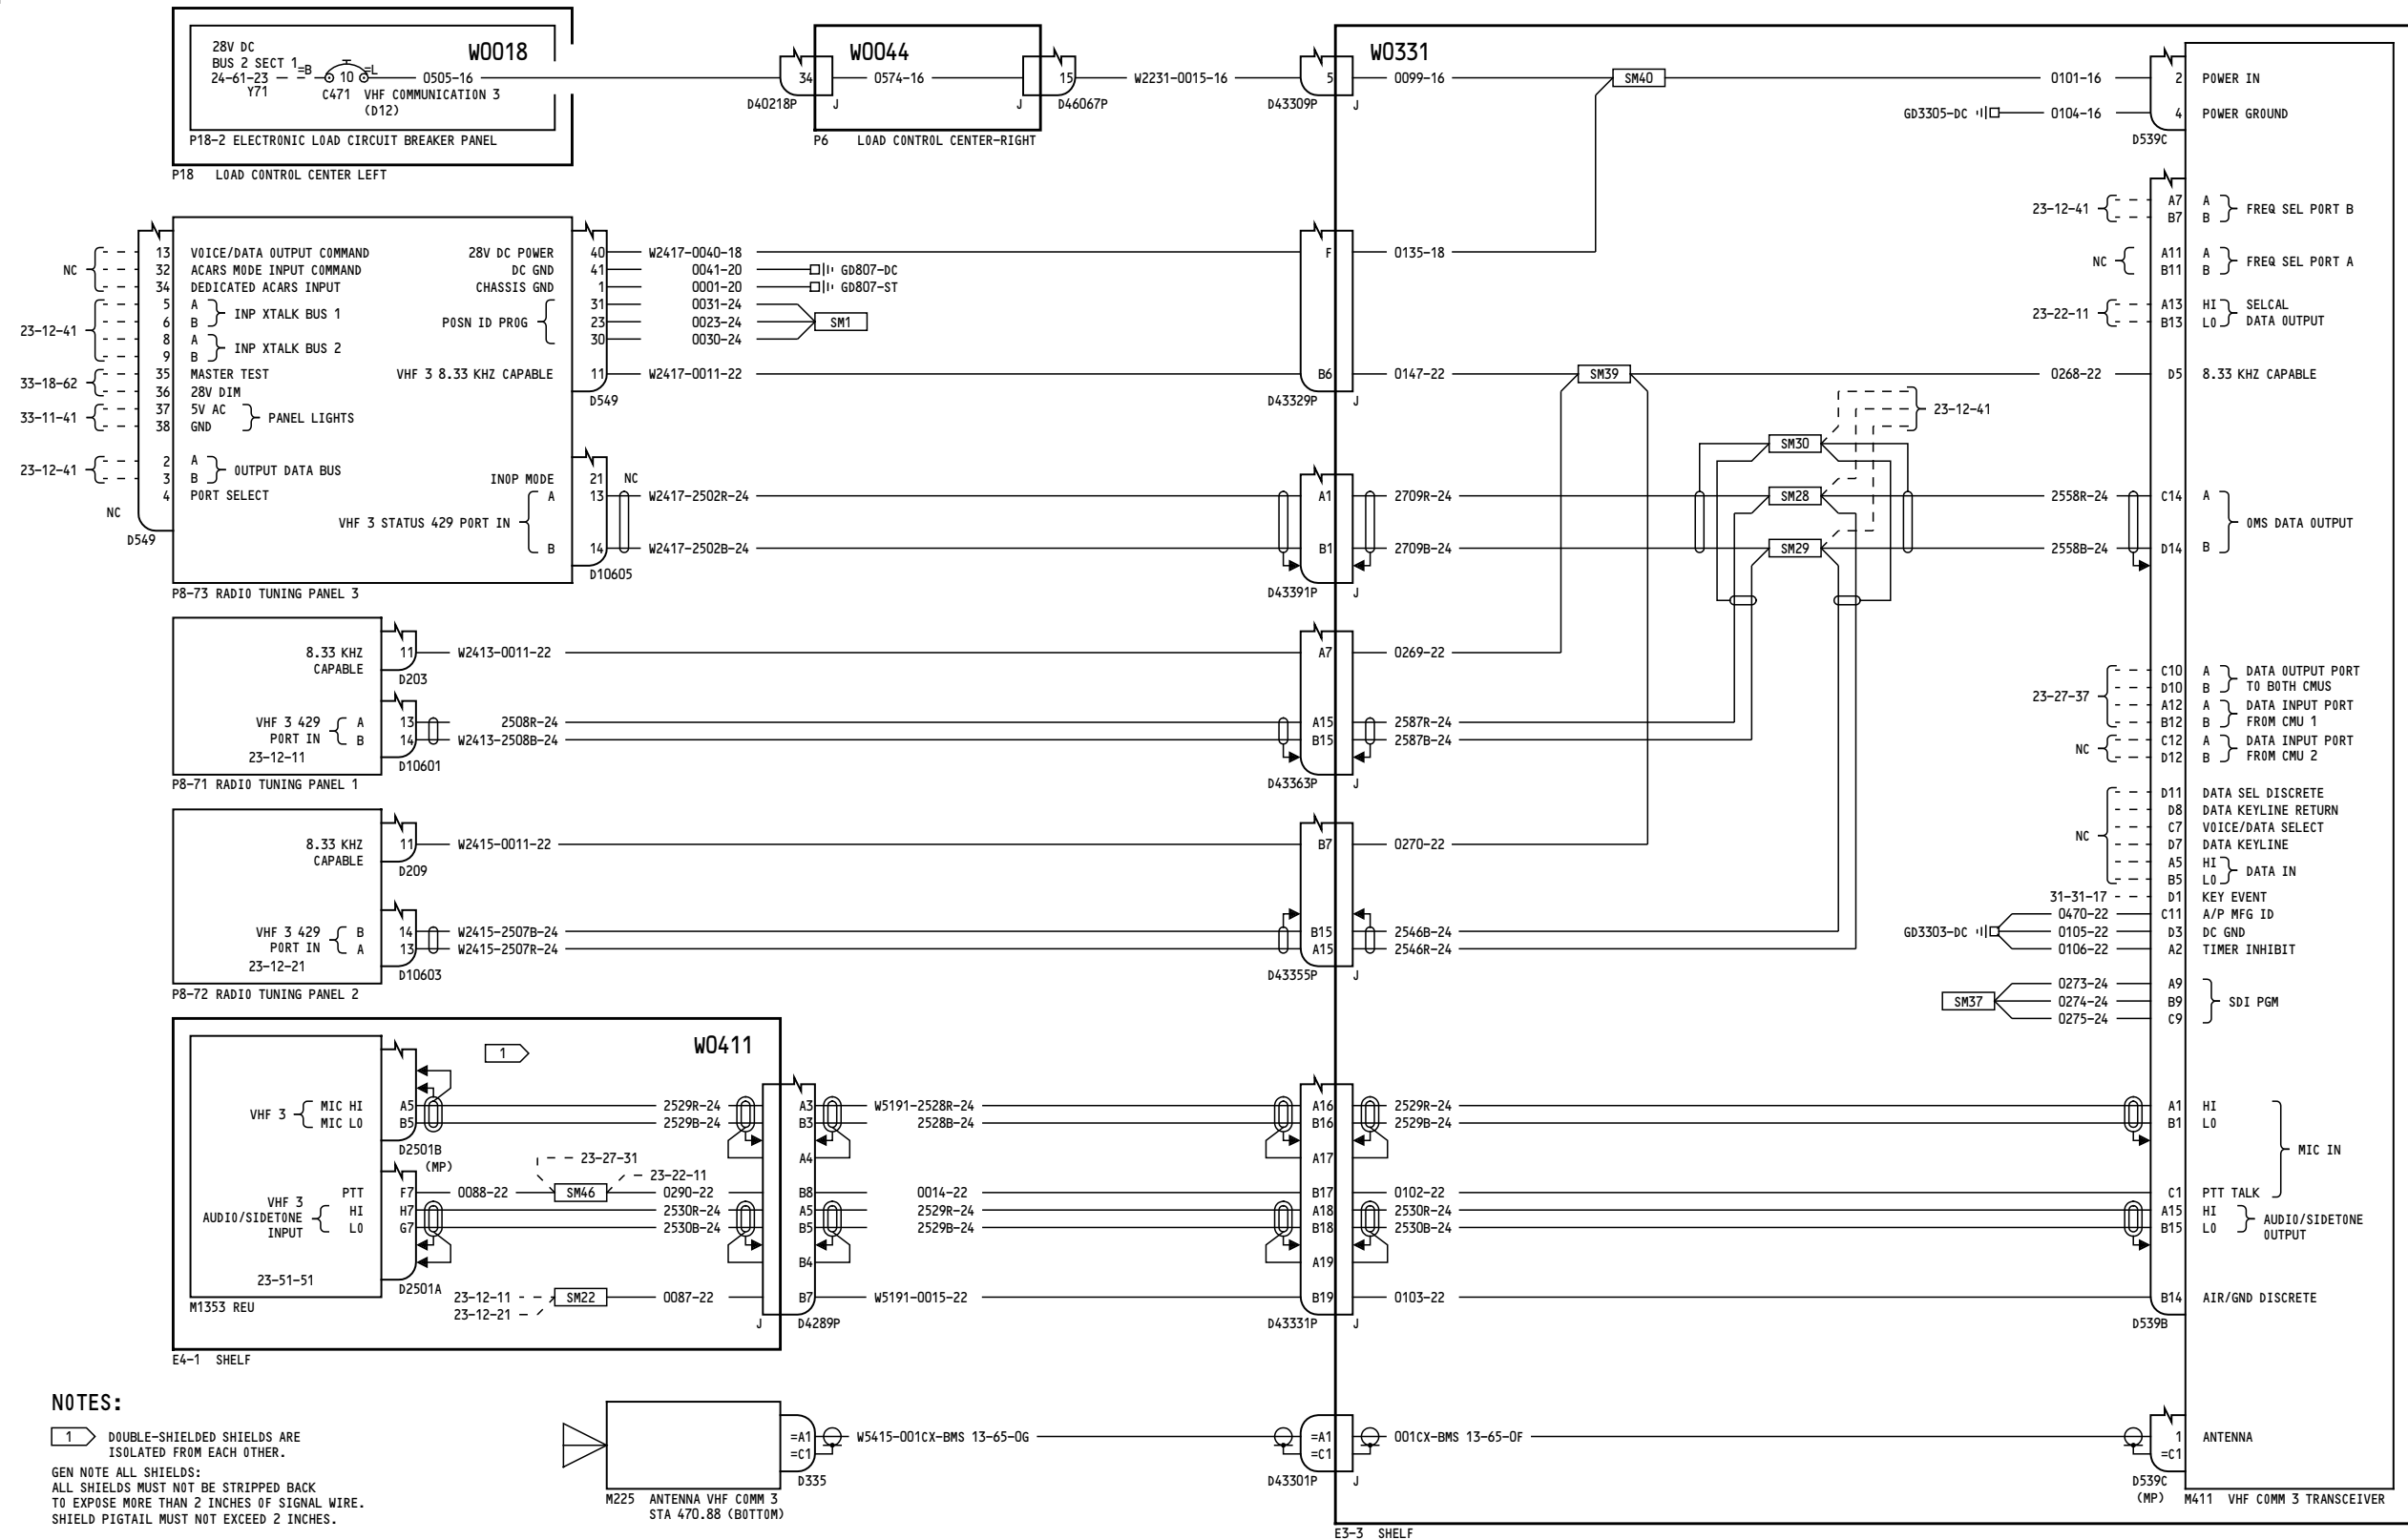 W0018
28V DC
BUS 2 SECT 1
24-61-23
Y71
=B
10
=L
0505-16
C471 VHF COMMUNICATION 3
(D12)
P18-2 ELECTRONIC LOAD CIRCUIT BREAKER PANEL
P18 LOAD CONTROL CENTER LEFT
34
D40218P
J
W0044
0574-16
J
15
D46067P
P6 LOAD CONTROL CENTER-RIGHT
W2231-0015-16
5
D43309P
J
W0331
0099-16
SM40
0101-16
2 POWER IN
GD3305-DC
0104-16
4 POWER GROUND
D539C
NC
13 VOICE/DATA OUTPUT COMMAND
32 ACARS MODE INPUT COMMAND
34 DEDICATED ACARS INPUT
23-12-41
5 A
6 B
INP XTALK BUS 1
8 A
9 B
INP XTALK BUS 2
33-18-62
35 MASTER TEST
36 28V DIM
33-11-41
37 5V AC
38 GND
PANEL LIGHTS
23-12-41
2 A
3 B
OUTPUT DATA BUS
4 PORT SELECT
NC
D549
28V DC POWER 40 W2417-0040-18
DC GND 41 0041-20 GD807-DC
CHASSIS GND 1 0001-20 GD807-ST
POSN ID PROG
31 0031-24
23 0023-24
30 0030-24
SM1
VHF 3 8.33 KHZ CAPABLE 11 W2417-0011-22
D549
INOP MODE 21 NC
VHF 3 STATUS 429 PORT IN
A 13 W2417-2502R-24
B 14 W2417-2502B-24
D10605
P8-73 RADIO TUNING PANEL 3
F 0135-18
B6 0147-22
D43329P J
SM39
0268-22
A1 2709R-24
B1 2709B-24
D43391P J
SM30
SM28
SM29
23-12-41
2558R-24
2558B-24
23-12-41
A7 A
B7 B
FREQ SEL PORT B
NC
A11 A
B11 B
FREQ SEL PORT A
23-22-11
A13 HI SELCAL
B13 LO DATA OUTPUT
D5 8.33 KHZ CAPABLE
C14 A
OMS DATA OUTPUT
D14 B
8.33 KHZ
CAPABLE
11 W2413-0011-22
D203
VHF 3 429
PORT IN
A 13 2508R-24
B 14 W2413-2508B-24
23-12-11
D10601
P8-71 RADIO TUNING PANEL 1
A7 0269-22
A15 2587R-24
B15 2587B-24
D43363P J
23-27-37
C10 A DATA OUTPUT PORT
D10 B TO BOTH CMUS
A12 A DATA INPUT PORT
B12 B FROM CMU 1
NC
C12 A DATA INPUT PORT
D12 B FROM CMU 2
8.33 KHZ
CAPABLE
11 W2415-0011-22
D209
VHF 3 429
PORT IN
B 14 W2415-2507B-24
A 13 W2415-2507R-24
23-12-21
D10603
P8-72 RADIO TUNING PANEL 2
B7 0270-22
B15 2546B-24
A15 2546R-24
D43355P J
NC
D11 DATA SEL DISCRETE
D8 DATA KEYLINE RETURN
C7 VOICE/DATA SELECT
D7 DATA KEYLINE
A5 HI
B5 LO
DATA IN
31-31-17 D1 KEY EVENT
GD3303-DC
0470-22 C11 A/P MFG ID
0105-22 D3 DC GND
0106-22 A2 TIMER INHIBIT
SM37
0273-24 A9
0274-24 B9
0275-24 C9
SDI PGM
W0411
1
VHF 3
MIC HI A5 2529R-24
MIC LO B5 2529B-24
D2501B
(MP)
23-27-31
23-22-11
PTT F7 0088-22 SM46 0290-22
VHF 3
AUDIO/SIDETONE
INPUT
HI H7 2530R-24
LO G7 2530B-24
23-51-51
D2501A
M1353 REU
23-12-11
23-12-21
SM22
0087-22
E4-1 SHELF
A3 W5191-2528R-24
B3 2528B-24
A4
B8 0014-22
A5 2529R-24
B5 2529B-24
B4
B7 W5191-0015-22
J D4289P
A16 2529R-24
B16 2529B-24
A17
B17 0102-22
A18 2530R-24
B18 2530B-24
A19
B19 0103-22
D43331P J
A1 HI
B1 LO
MIC IN
C1 PTT TALK
A15 HI
B15 LO
AUDIO/SIDETONE
OUTPUT
B14 AIR/GND DISCRETE
D539B
NOTES:
1 DOUBLE-SHIELDED SHIELDS ARE
ISOLATED FROM EACH OTHER.
GEN NOTE ALL SHIELDS:
ALL SHIELDS MUST NOT BE STRIPPED BACK
TO EXPOSE MORE THAN 2 INCHES OF SIGNAL WIRE.
SHIELD PIGTAIL MUST NOT EXCEED 2 INCHES.
=A1
=C1
D335
M225 ANTENNA VHF COMM 3
STA 470.88 (BOTTOM)
W5415-001CX-BMS 13-65-0G
=A1
=C1
D43301P J
001CX-BMS 13-65-0F
1 ANTENNA
=C1
D539C
(MP)
M411 VHF COMM 3 TRANSCEIVER
E3-3 SHELF